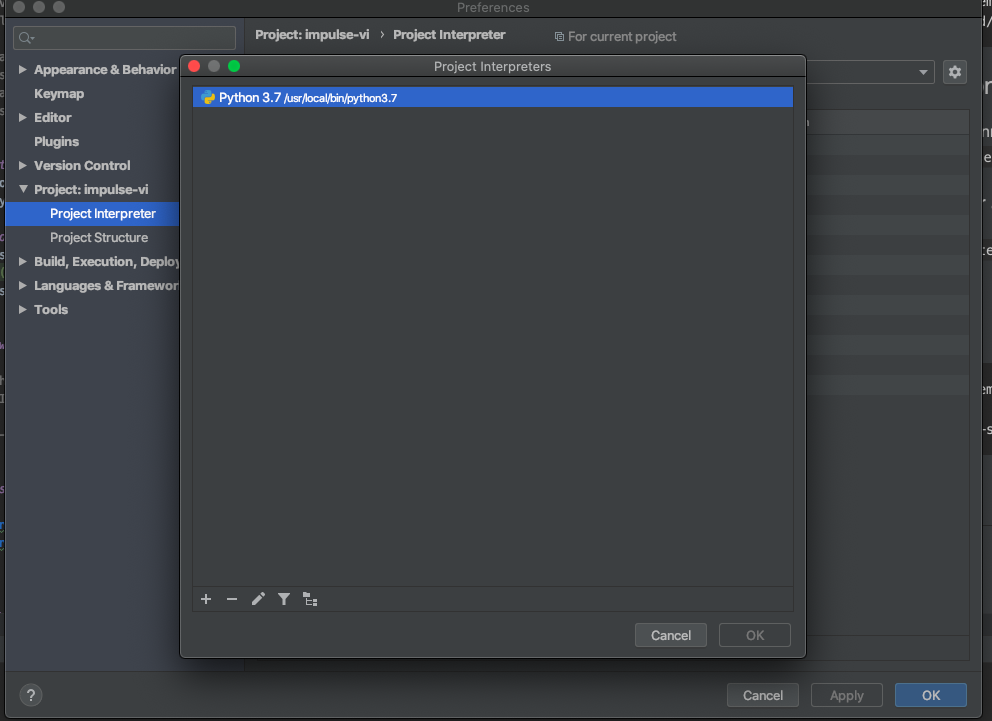 Preferences
Project: impulse-vi › Project Interpreter
For current project
Appearance & Behavior
Keymap
Editor
Plugins
Version Control
Project: impulse-vi
Project Interpreter
Project Structure
Build, Execution, Deploy
Languages & Framewor
Tools
Project Interpreters
Python 3.7 /usr/local/bin/python3.7
Cancel
OK
?
Cancel
Apply
OK